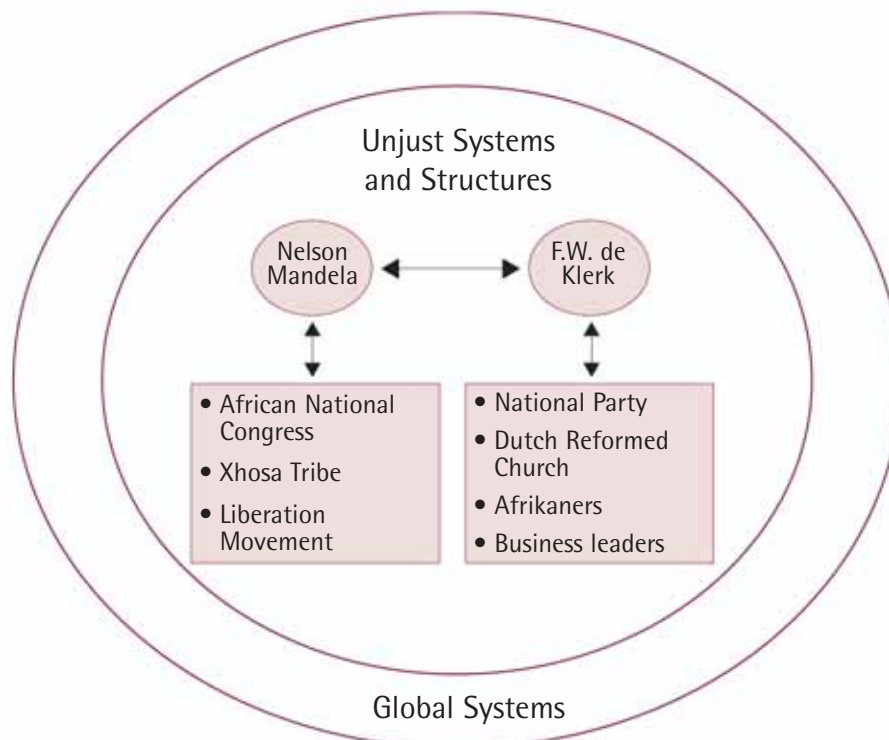 Unjust Systems
and Structures
Nelson
Mandela
F.W. de
Klerk
• African National
Congress
• Xhosa Tribe
• Liberation
Movement
• National Party
• Dutch Reformed
Church
• Afrikaners
• Business leaders
Global Systems